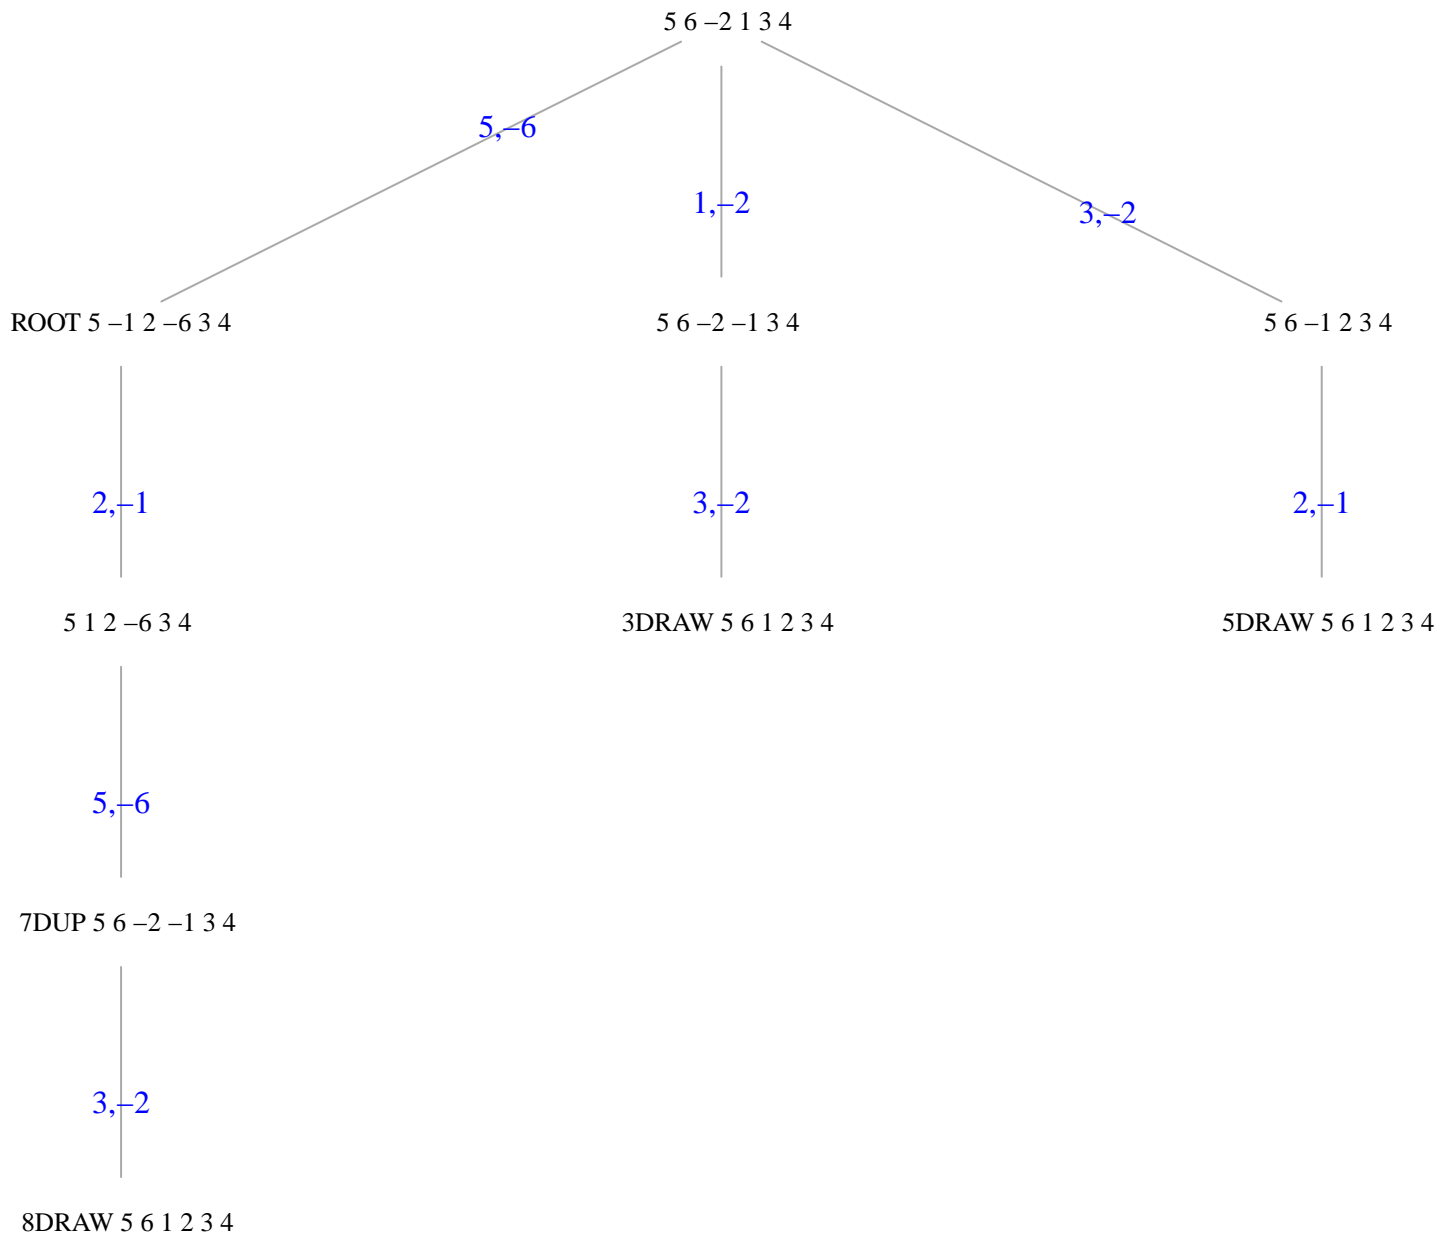 5 6 –2 1 3 4
5,–6
1,–2
3,–2
ROOT 5 –1 2 –6 3 4
5 6 –2 –1 3 4
5 6 –1 2 3 4
2,–1
3,–2
2,–1
5 1 2 –6 3 4
3DRAW 5 6 1 2 3 4
5DRAW 5 6 1 2 3 4
5,–6
7DUP 5 6 –2 –1 3 4
3,–2
8DRAW 5 6 1 2 3 4